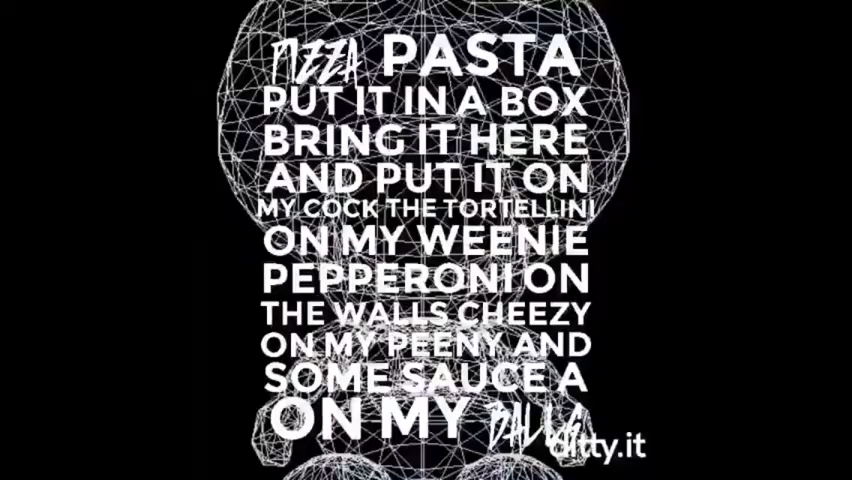 PIZZA PASTA
PUT IT IN A BOX
BRING IT HERE
AND PUT IT ON
MY COCK THE TORTELLINI
ON MY WEENIE
PEPPERONI ON
THE WALLS CHEEZY
ON MY PEENY AND
SOME SAUCE A
ON MY BALLS
ditty.it